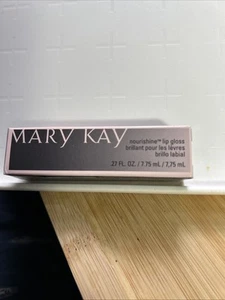 MARY KAY
nourishine™ lip gloss
brillant pour les lèvres
brillo labial
.27 FL. OZ. / 7.75 mL / 7,75 mL